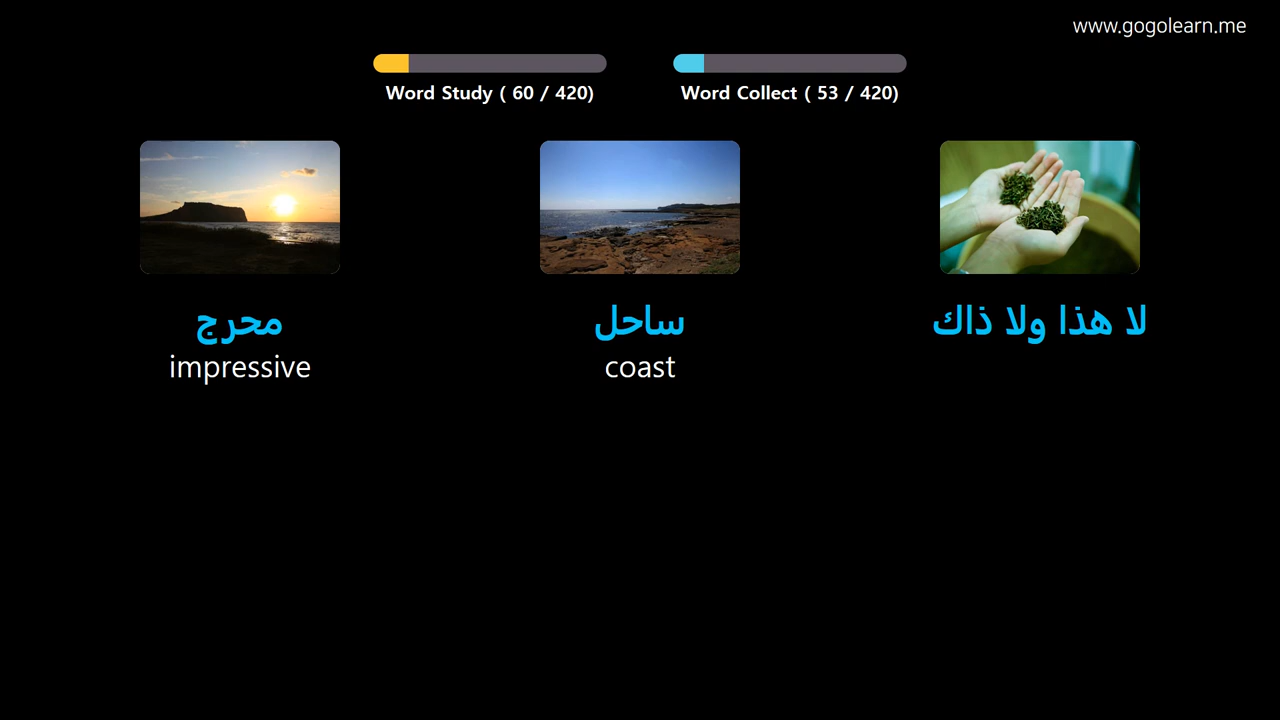 www.gogolearn.me
Word Study ( 60 / 420)
Word Collect ( 53 / 420)
محرج
impressive
ساحل
coast
لا هذا ولا ذاك